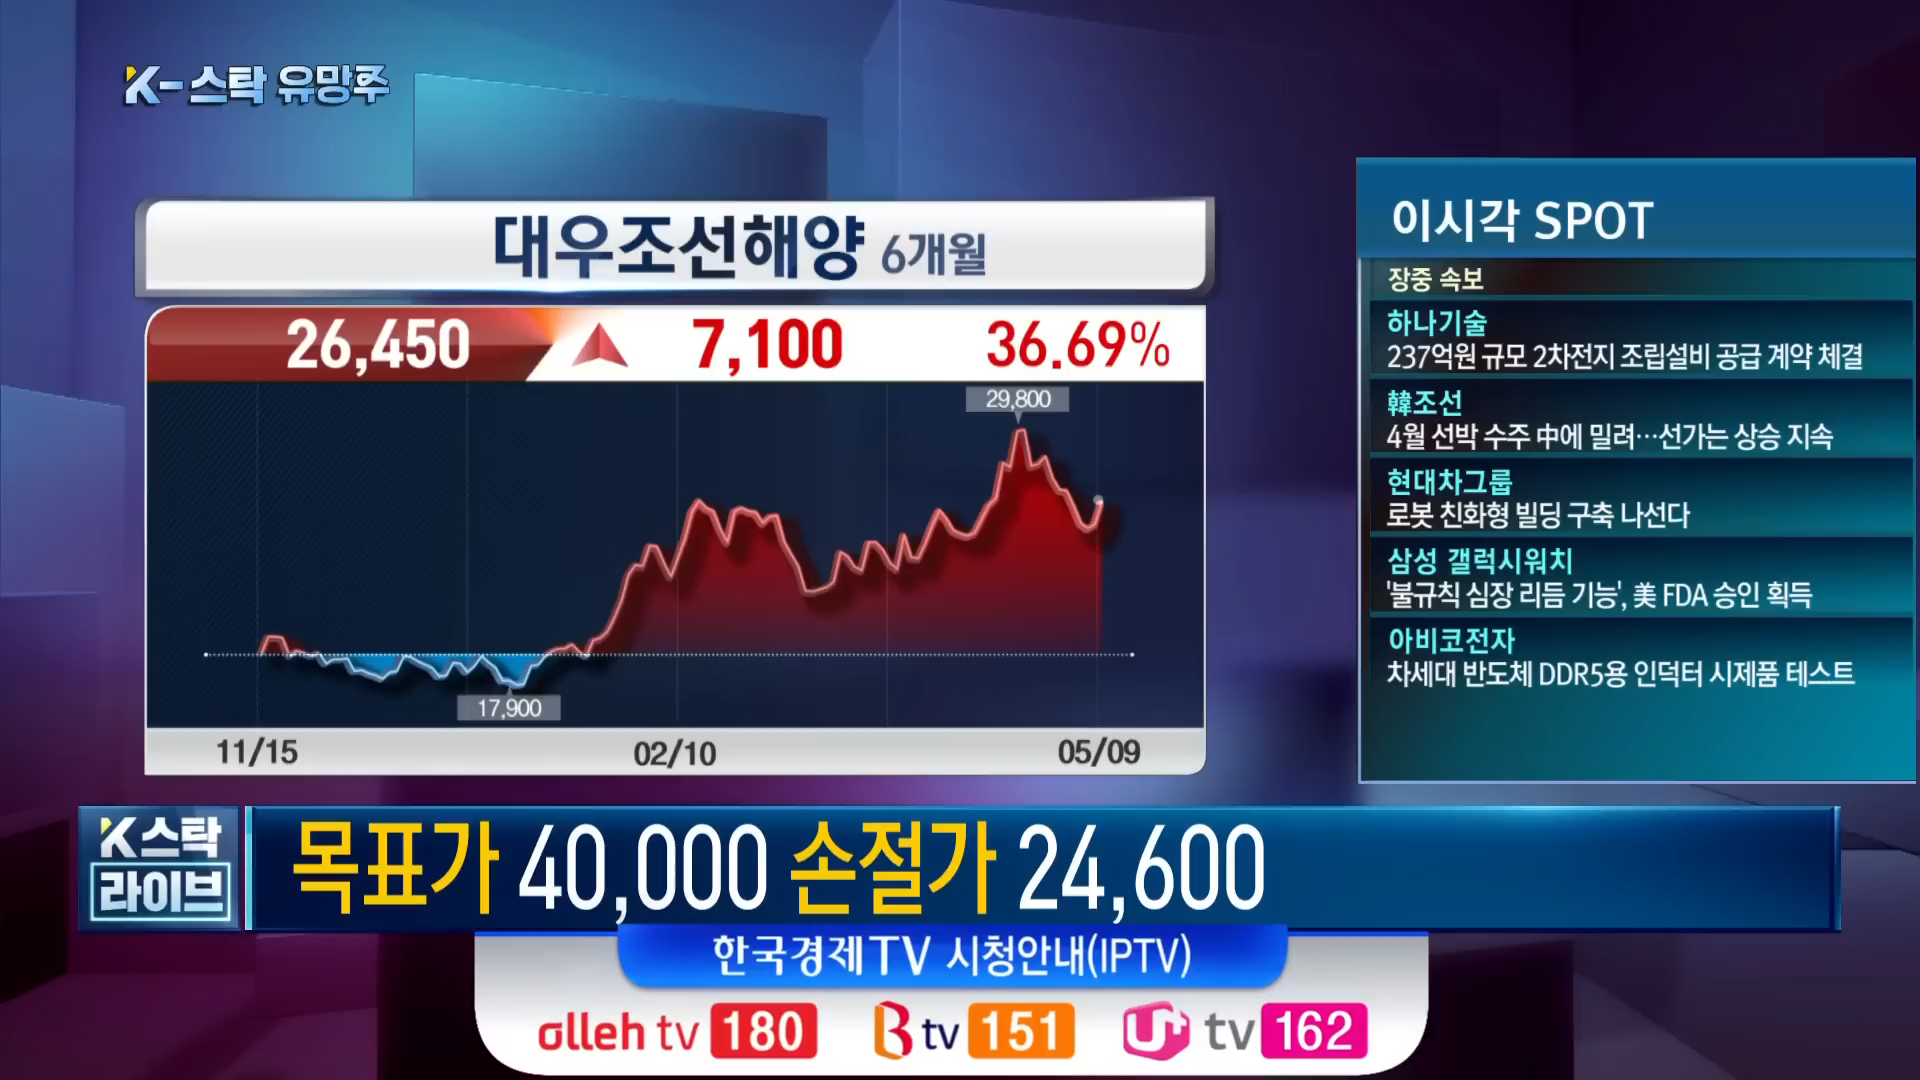 K-스탁 유망주
대우조선해양 6개월
26,450 7,100 36.69%
29,800
17,900
11/15 02/10 05/09
이시각 SPOT
장중 속보
하나기술
237억원 규모 2차전지 조립설비 공급 계약 체결
韓조선
4월 선박 수주 中에 밀려…선가는 상승 지속
현대차그룹
로봇 친화형 빌딩 구축 나선다
삼성 갤럭시워치
'불규칙 심장 리듬 기능', 美 FDA 승인 획득
아비코전자
차세대 반도체 DDR5용 인덕터 시제품 테스트
K스탁
라이브
목표가 40,000 손절가 24,600
한국경제TV 시청안내(IPTV)
olleh tv 180 B tv 151 U+ tv 162